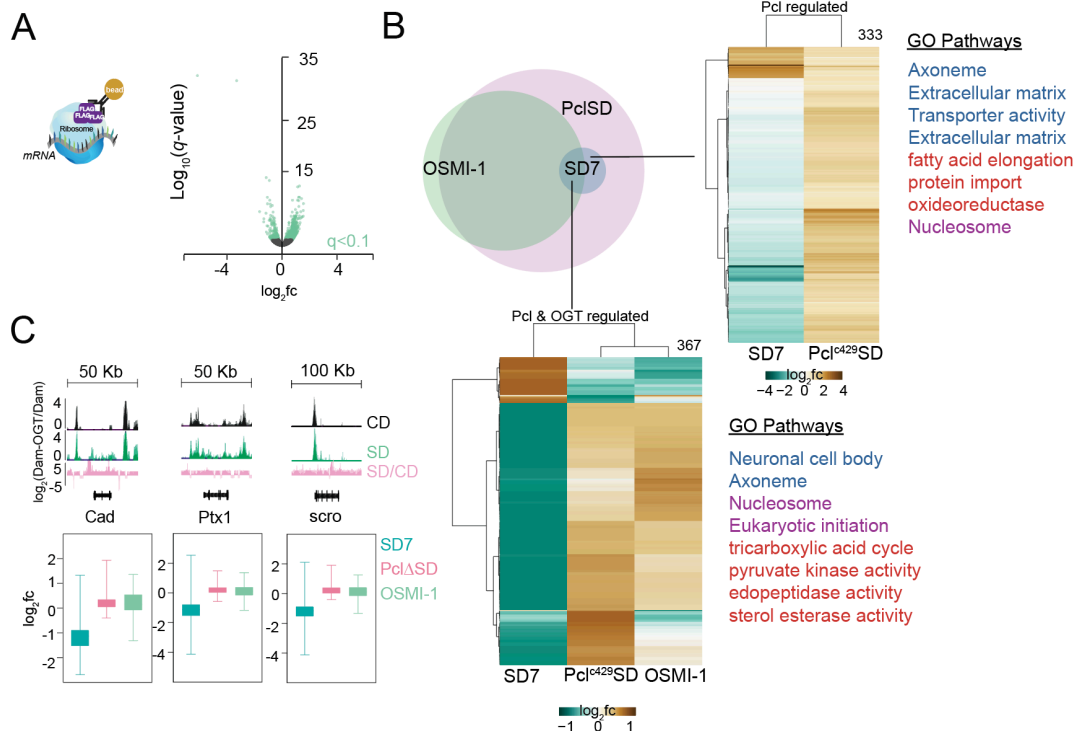 A
bead
FLAG
FLAG
FLAG
Ribosome
mRNA
Log10(q-value)
35
25
15
q<0.1
-4
0
4
log2fc
B
OSMI-1
PclSD
SD7
Pcl regulated
333
SD7
Pclc429SD
log2fc
−4 −2 2 4
GO Pathways
Axoneme
Extracellular matrix
Transporter activity
Extracellular matrix
fatty acid elongation
protein import
oxideoreductase
Nucleosome
Pcl & OGT regulated
367
SD7
Pclc429SD
OSMI-1
log2fc
−1 1
GO Pathways
Neuronal cell body
Axoneme
Nucleosome
Eukaryotic initiation
tricarboxylic acid cycle
pyruvate kinase activity
edopeptidase activity
sterol esterase activity
C
50 Kb
50 Kb
100 Kb
log2(Dam-OGT/Dam)
4
0
4
0
5
-5
CD
SD
SD/CD
Cad
Ptx1
scro
log2fc
2
1
0
-1
-2
2
0
-2
-4
2
0
-2
-4
SD7
PclΔSD
OSMI-1